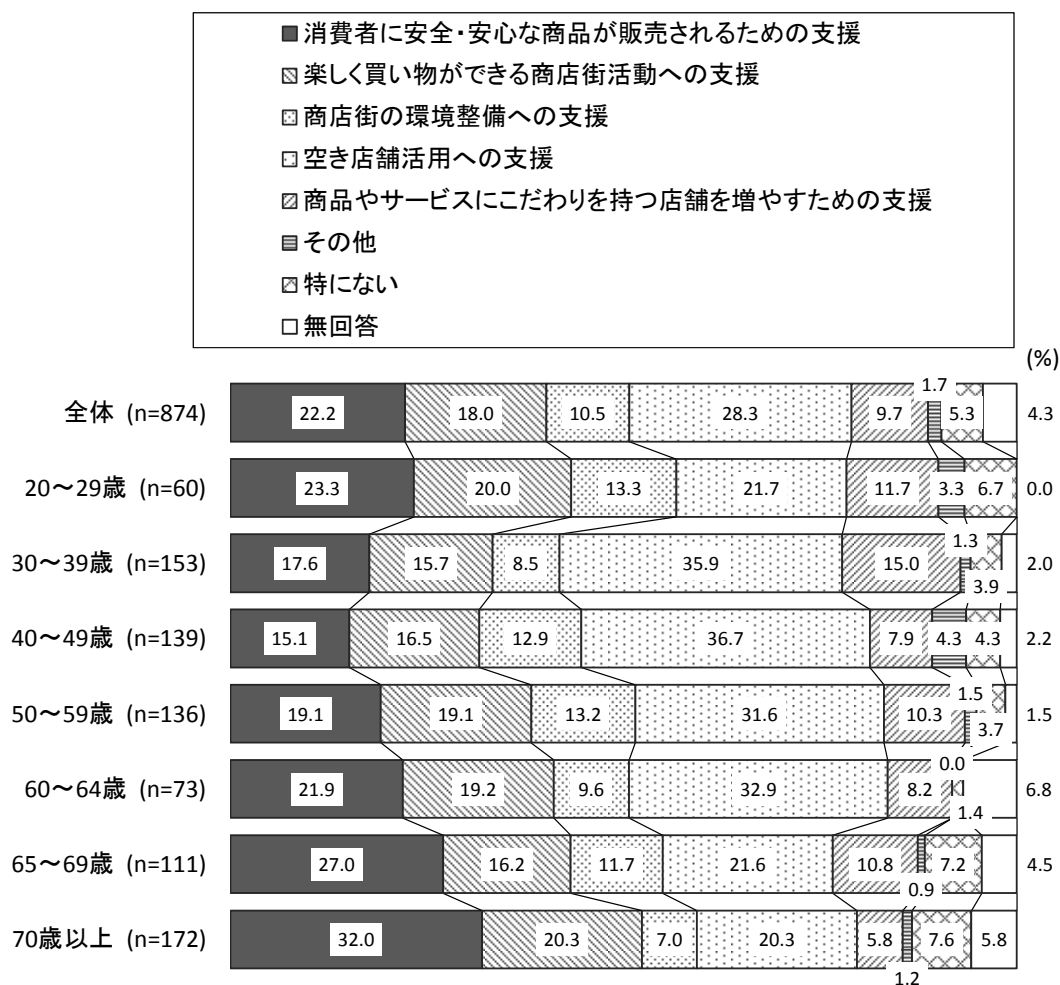 消費者に安全・安心な商品が販売されるための支援
楽しく買い物ができる商店街活動への支援
商店街の環境整備への支援
空き店舗活用への支援
商品やサービスにこだわりを持つ店舗を増やすための支援
その他
特にない
無回答
(%)
全体 (n=874) 22.2 18.0 10.5 28.3 9.7 1.7 5.3 4.3
20～29歳 (n=60) 23.3 20.0 13.3 21.7 11.7 3.3 6.7 0.0
30～39歳 (n=153) 17.6 15.7 8.5 35.9 15.0 1.3 3.9 2.0
40～49歳 (n=139) 15.1 16.5 12.9 36.7 7.9 4.3 4.3 2.2
50～59歳 (n=136) 19.1 19.1 13.2 31.6 10.3 1.5 3.7 1.5
60～64歳 (n=73) 21.9 19.2 9.6 32.9 8.2 0.0 1.4 6.8
65～69歳 (n=111) 27.0 16.2 11.7 21.6 10.8 0.9 7.2 4.5
70歳以上 (n=172) 32.0 20.3 7.0 20.3 5.8 1.2 7.6 5.8